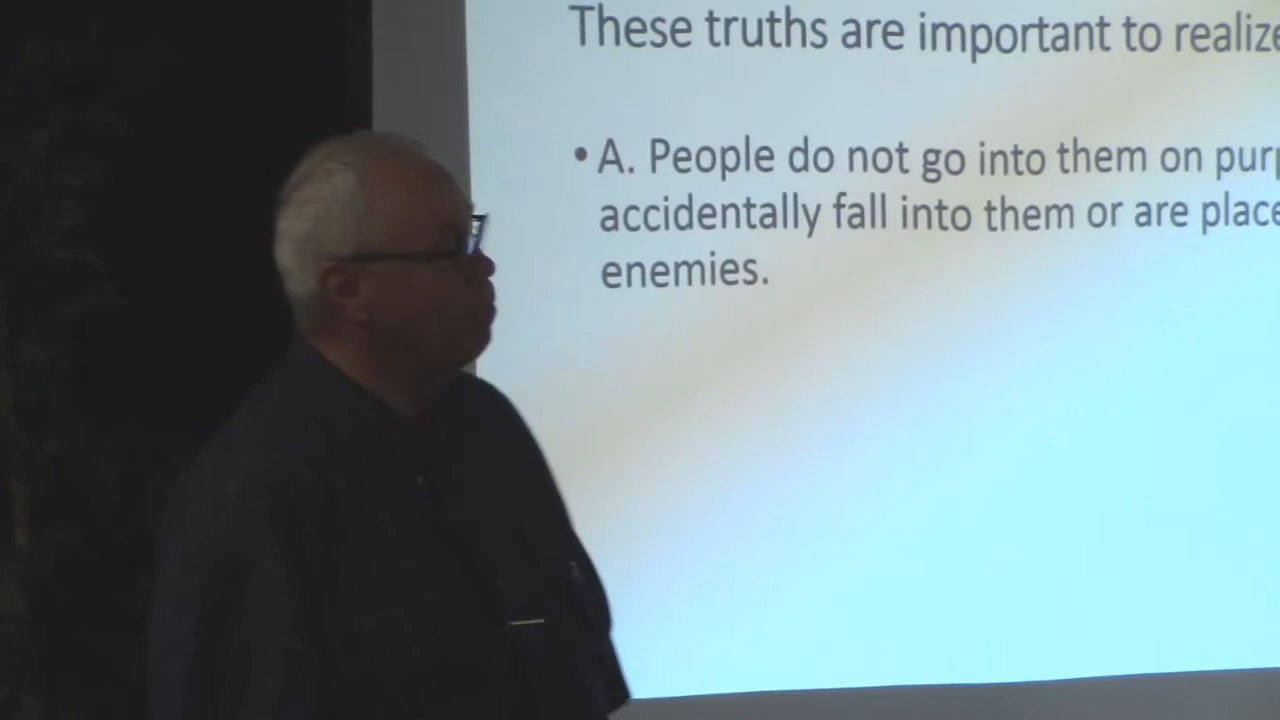 These truths are important to realize
• A. People do not go into them on
accidentally fall into them or are
enemies.